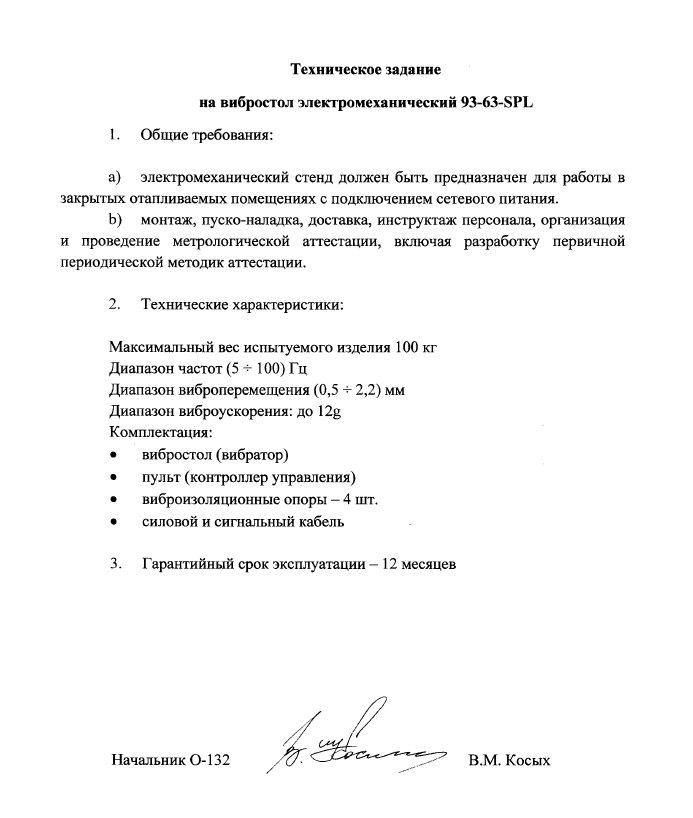 Техническое задание
на вибростол электромеханический 93-63-SPL
1. Общие требования:
a) электромеханический стенд должен быть предназначен для работы в
закрытых отапливаемых помещениях с подключением сетевого питания.
b) монтаж, пуско-наладка, доставка, инструктаж персонала, организация
и проведение метрологической аттестации, включая разработку первичной
периодической методик аттестации.
2. Технические характеристики:
Максимальный вес испытуемого изделия 100 кг
Диапазон частот (5 ÷ 100) Гц
Диапазон виброперемещения (0,5 ÷ 2,2) мм
Диапазон виброускорения: до 12g
Комплектация:
• вибростол (вибратор)
• пульт (контроллер управления)
• виброизоляционные опоры – 4 шт.
• силовой и сигнальный кабель
3. Гарантийный срок эксплуатации – 12 месяцев
Начальник О-132 В.М. Косых